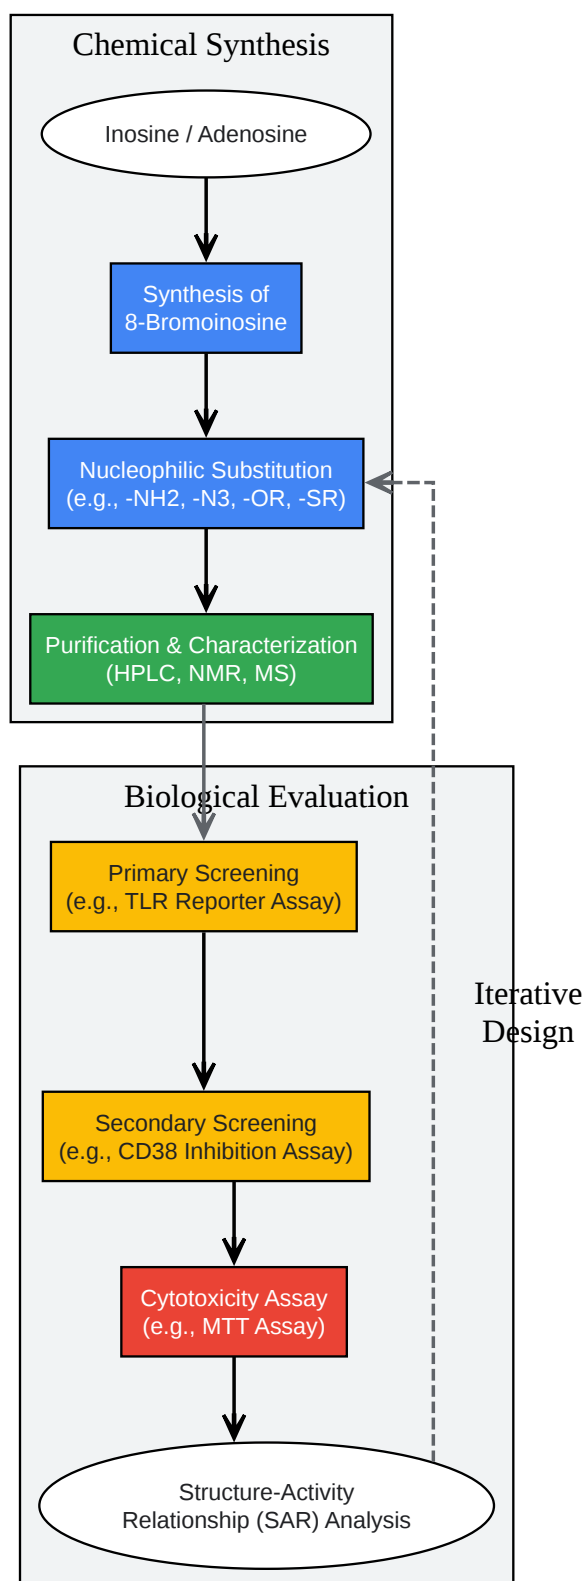 Chemical Synthesis
Inosine / Adenosine
Synthesis of
8-Bromoinosine
Nucleophilic Substitution
(e.g., -NH2, -N3, -OR, -SR)
Purification & Characterization
(HPLC, NMR, MS)
Biological Evaluation
Primary Screening
(e.g., TLR Reporter Assay)
Iterative
Design
Secondary Screening
(e.g., CD38 Inhibition Assay)
Cytotoxicity Assay
(e.g., MTT Assay)
Structure-Activity
Relationship (SAR) Analysis